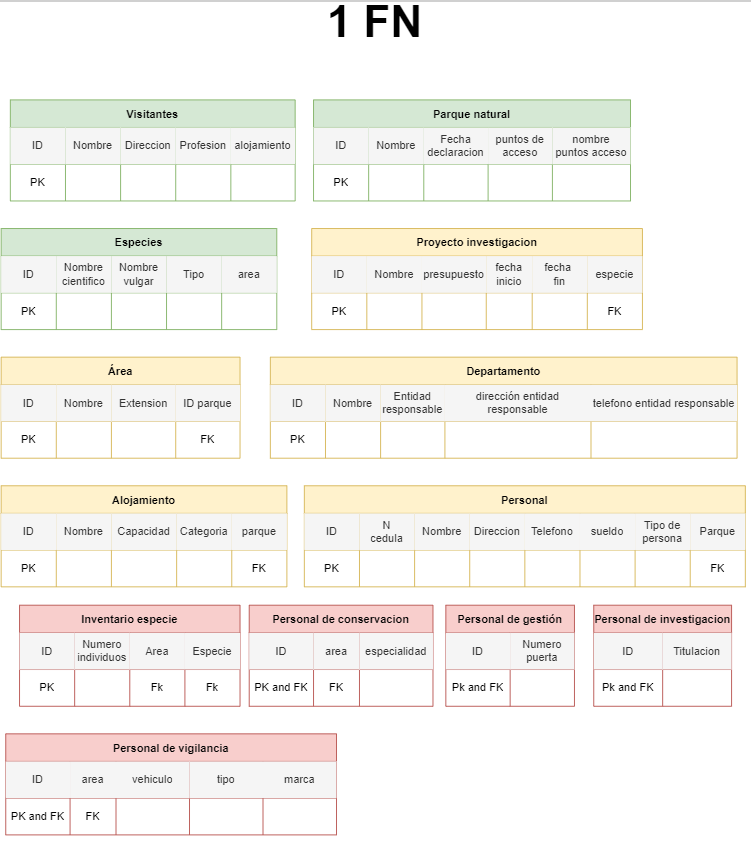 1 FN
Visitantes
ID Nombre Direccion Profesion alojamiento
PK
Parque natural
ID Nombre Fecha declaracion puntos de acceso nombre puntos acceso
PK
Especies
ID Nombre cientifico Nombre vulgar Tipo area
PK
Proyecto investigacion
ID Nombre presupuesto fecha inicio fecha fin especie
PK FK
Área
ID Nombre Extension ID parque
PK FK
Departamento
ID Nombre Entidad responsable dirección entidad responsable telefono entidad responsable
PK
Alojamiento
ID Nombre Capacidad Categoria parque
PK FK
Personal
ID N cedula Nombre Direccion Telefono sueldo Tipo de persona Parque
PK FK
Inventario especie
ID Numero individuos Area Especie
PK Fk Fk
Personal de conservacion
ID area especialidad
PK and FK FK
Personal de gestión
ID Numero puerta
Pk and FK
Personal de investigacion
ID Titulacion
Pk and FK
Personal de vigilancia
ID area vehiculo tipo marca
PK and FK FK